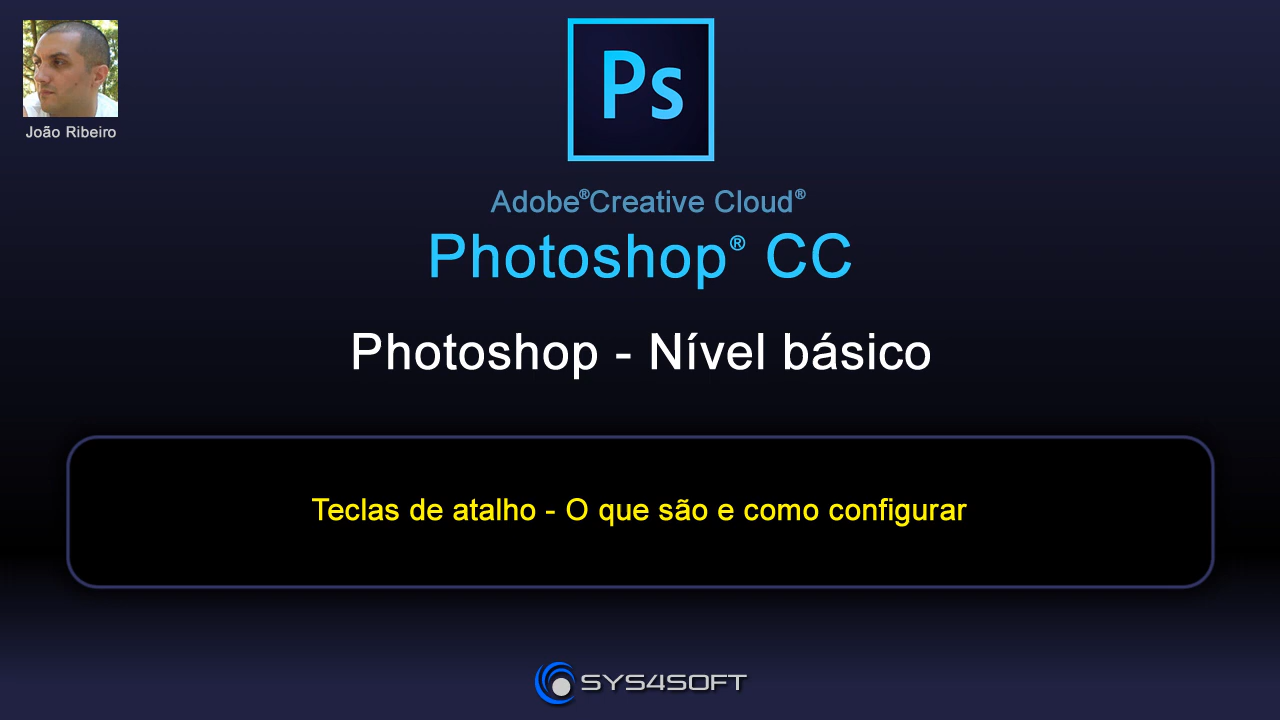 João Ribeiro
Ps
Adobe®Creative Cloud®
Photoshop® CC
Photoshop - Nível básico
Teclas de atalho - O que são e como configurar
SYS4SOFT